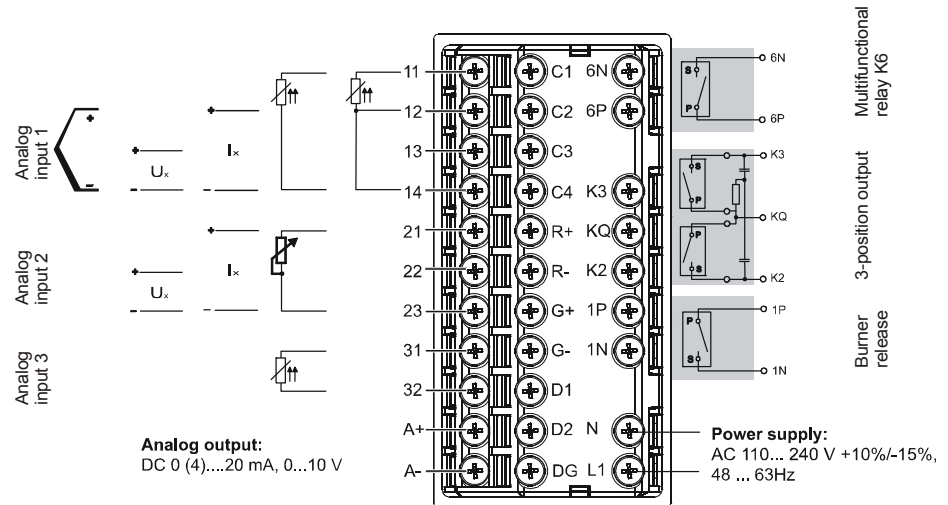 Analog
input 1
+
-
+
Ux
-
+
Ix
-
Analog
input 2
+
Ux
-
+
Ix
-
Analog
input 3
Analog output:
DC 0 (4)....20 mA, 0...10 V
11
12
13
14
21
22
23
31
32
A+
A-
C1
C2
C3
C4
R+
R-
G+
G-
D1
D2
DG
6N
6P
K3
KQ
K2
1P
1N
N
L1
S
P
6N
6P
Multifunctional
relay K6
S
P
P
S
K3
KQ
K2
3-position output
P
S
1P
1N
Burner
release
Power supply:
AC 110... 240 V +10%/-15%,
48 ... 63Hz